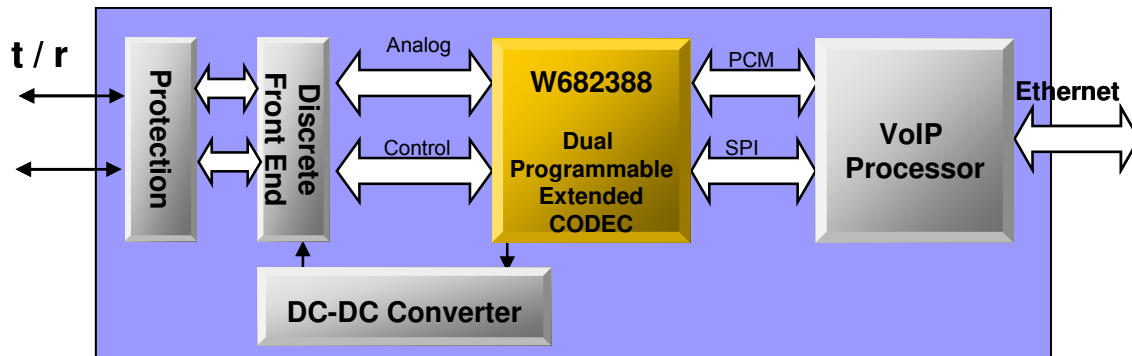 t / r
Protection
Discrete
Front End
Analog
Control
W682388
Dual
Programmable
Extended
CODEC
PCM
SPI
VoIP
Processor
Ethernet
DC-DC Converter